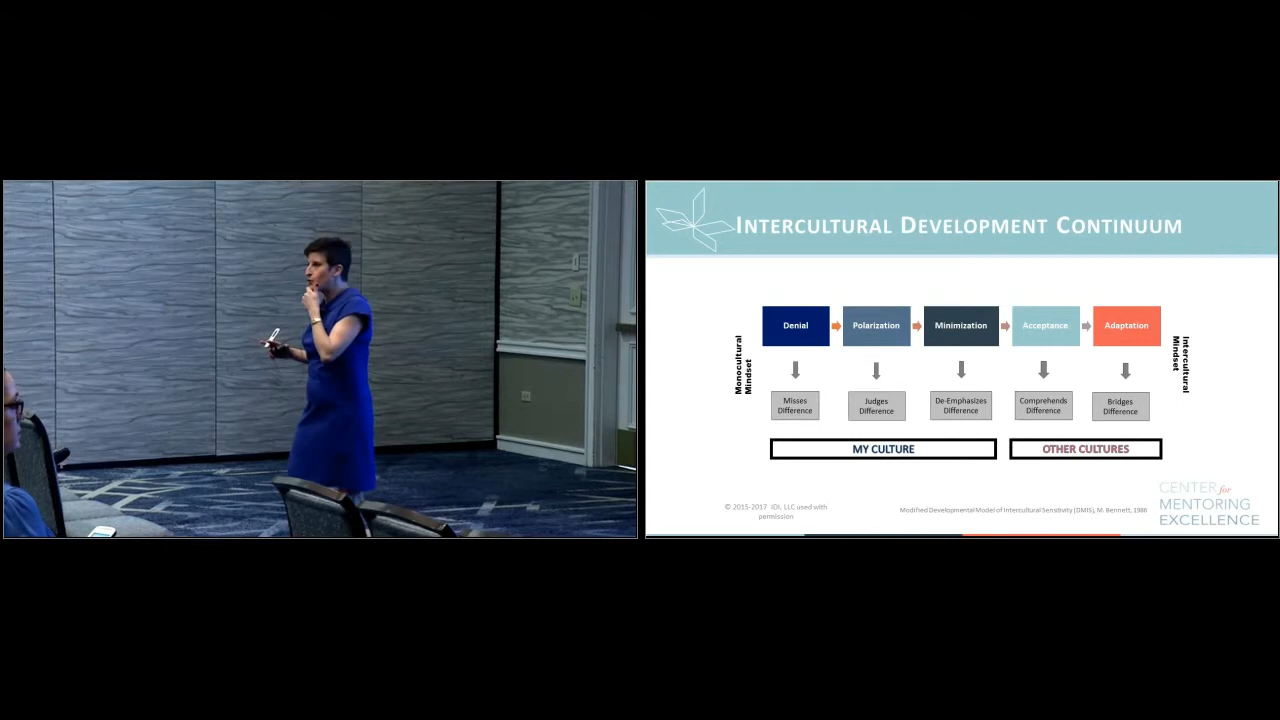 INTERCULTURAL DEVELOPMENT CONTINUUM
Monocultural
Mindset
Denial
Polarization
Minimization
Acceptance
Adaptation
Intercultural
Mindset
Misses
Difference
Judges
Difference
De-Emphasizes
Difference
Comprehends
Difference
Bridges
Difference
MY CULTURE
OTHER CULTURES
© 2015-2017 IDI, LLC used with
permission
Modified Developmental Model of Intercultural Sensitivity (DMIS), M. Bennett, 1986
CENTER for
MENTORING
EXCELLENCE